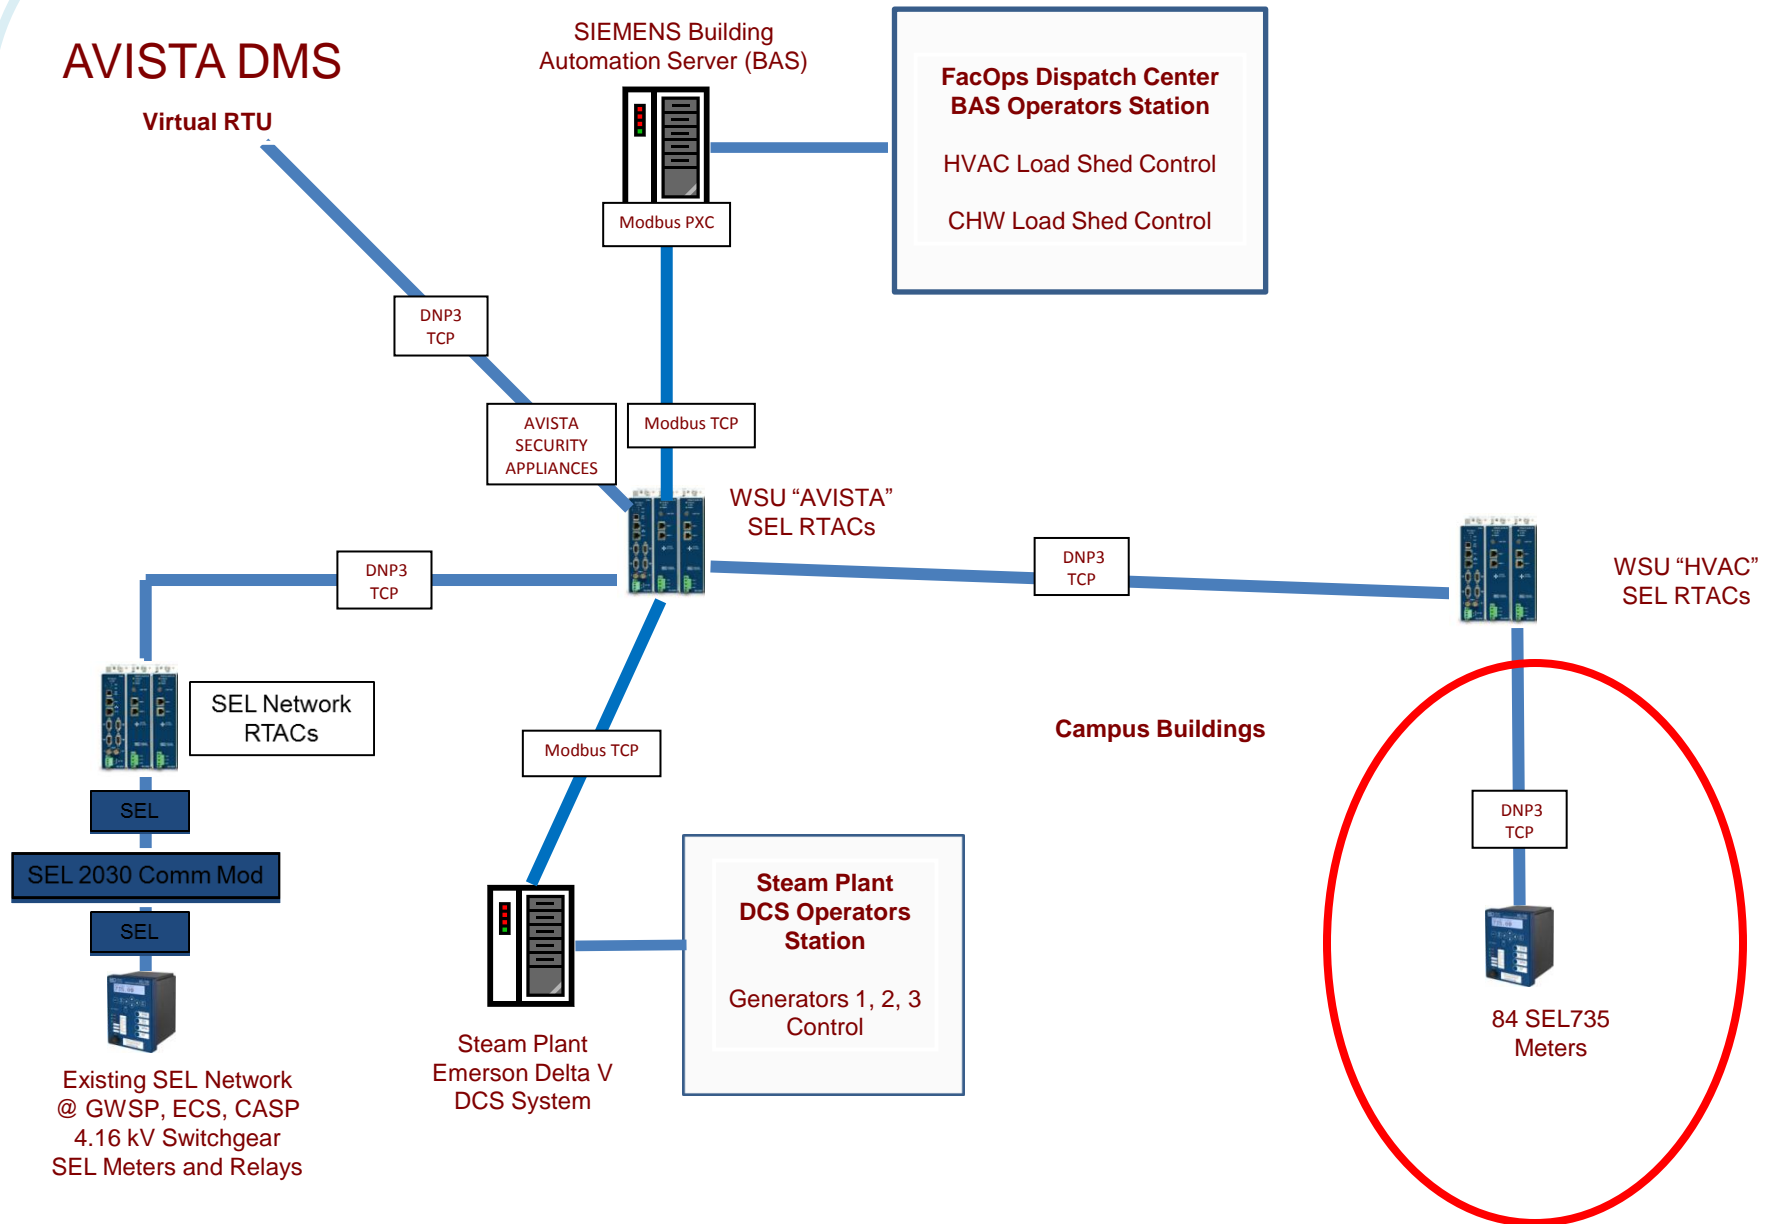 AVISTA DMS
Virtual RTU
SIEMENS Building
Automation Server (BAS)
Modbus PXC
FacOps Dispatch Center
BAS Operators Station
HVAC Load Shed Control
CHW Load Shed Control
DNP3
TCP
AVISTA
SECURITY
APPLIANCES
Modbus TCP
WSU “AVISTA”
SEL RTACs
DNP3
TCP
DNP3
TCP
WSU “HVAC”
SEL RTACs
SEL Network
RTACs
Modbus TCP
Campus Buildings
SEL
SEL 2030 Comm Mod
SEL
DNP3
TCP
Steam Plant
DCS Operators
Station
Generators 1, 2, 3
Control
84 SEL735
Meters
Steam Plant
Emerson Delta V
DCS System
Existing SEL Network
@ GWSP, ECS, CASP
4.16 kV Switchgear
SEL Meters and Relays